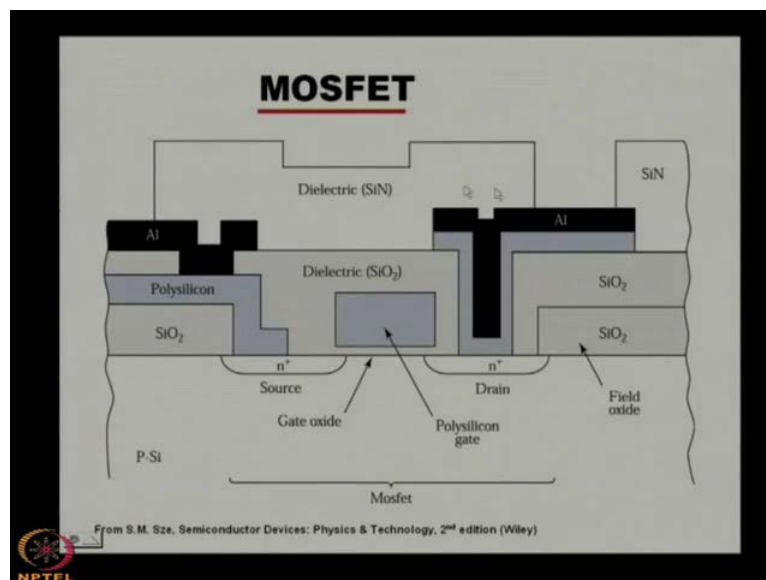 MOSFET
SiN
Dielectric (SiN)
Al
Al
Dielectric (SiO2)
Polysilicon
SiO2
SiO2
SiO2
n+
n+
Source
Drain
Gate oxide
Polysilicon
gate
Field
oxide
P-Si
Mosfet
From S.M. Sze, Semiconductor Devices: Physics & Technology, 2nd edition (Wiley)
NPTEL